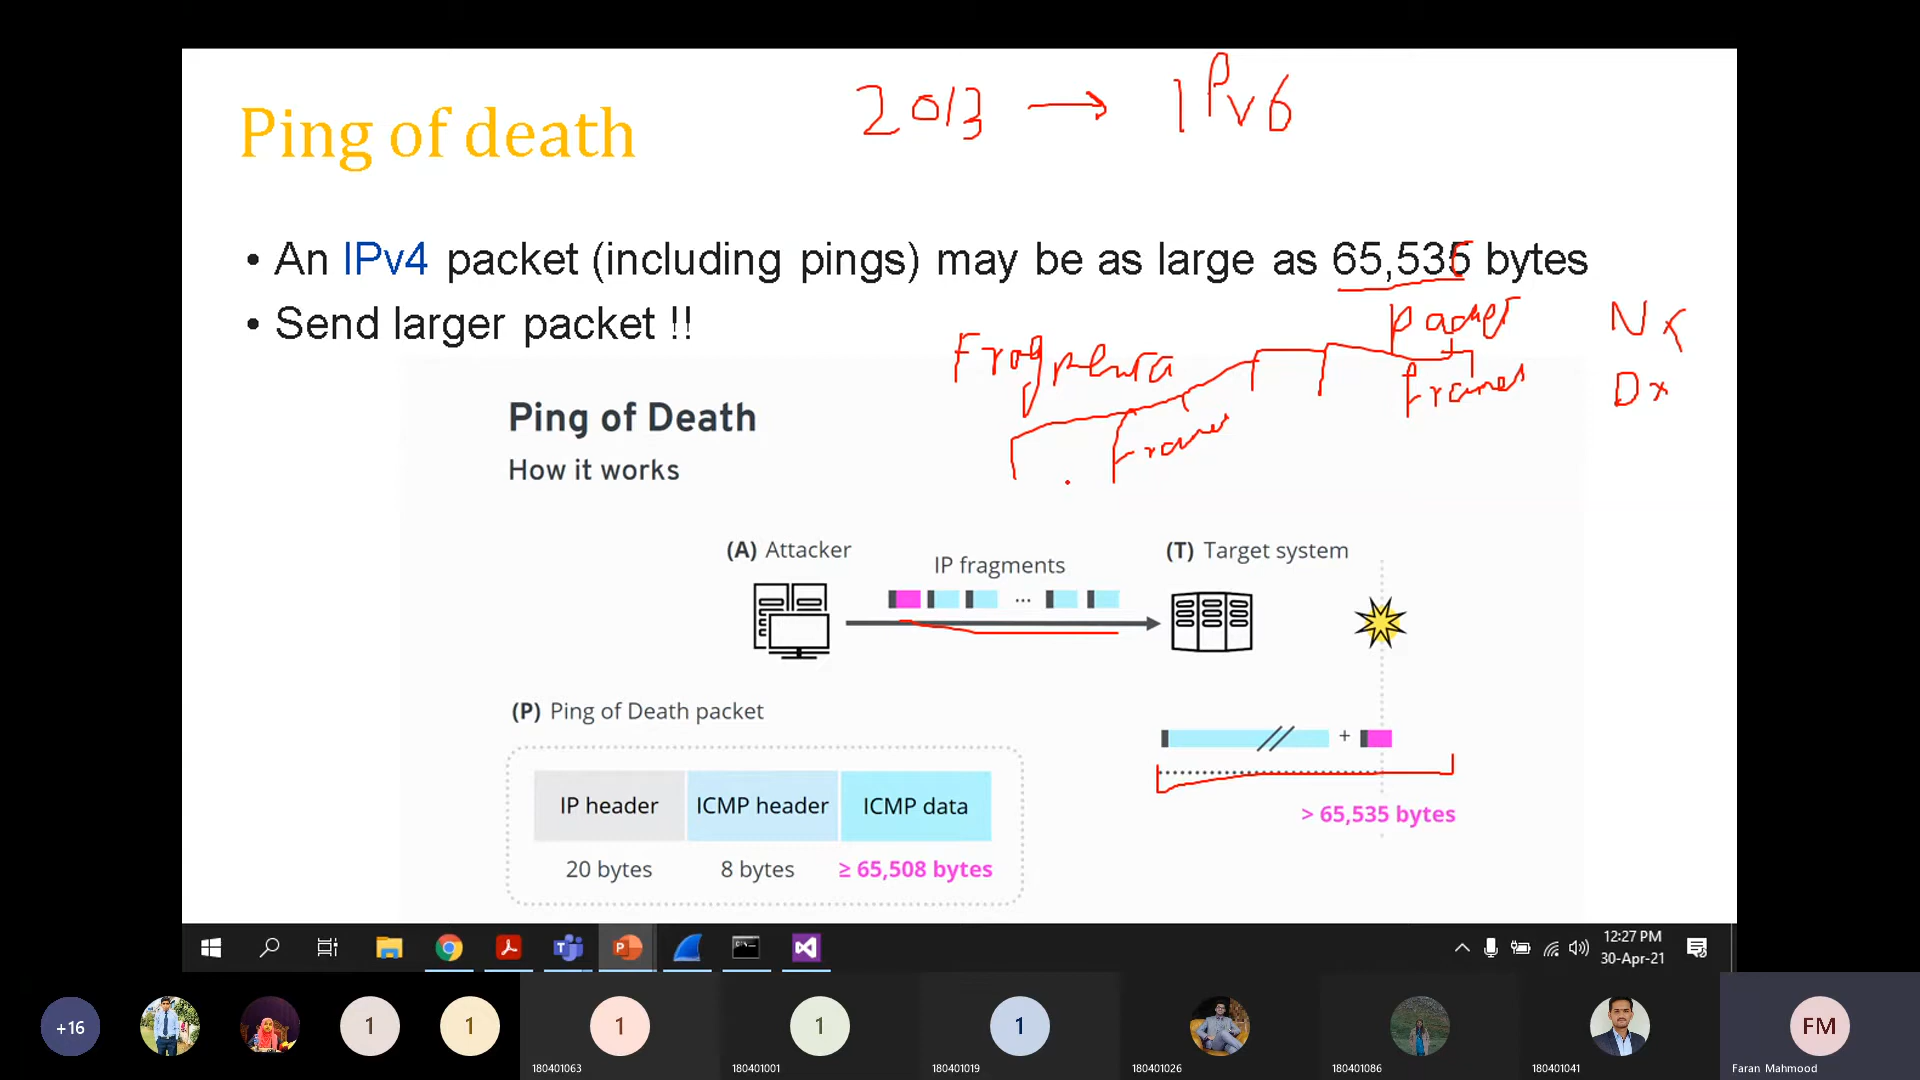 2013 → IPv6
Ping of death
• An IPv4 packet (including pings) may be as large as 65,535 bytes
• Send larger packet !!
Packet
N
Frames
D
Frames
Ping of Death
How it works
(A) Attacker
IP fragments
(T) Target system
...
(P) Ping of Death packet
+
IP header ICMP header ICMP data
> 65,535 bytes
20 bytes 8 bytes ≥ 65,508 bytes
12:27 PM
30-Apr-21
+16 1 1 1 1 1 FM
180401063 180401001 180401019 180401026 180401086 180401041 Faran Mahmood